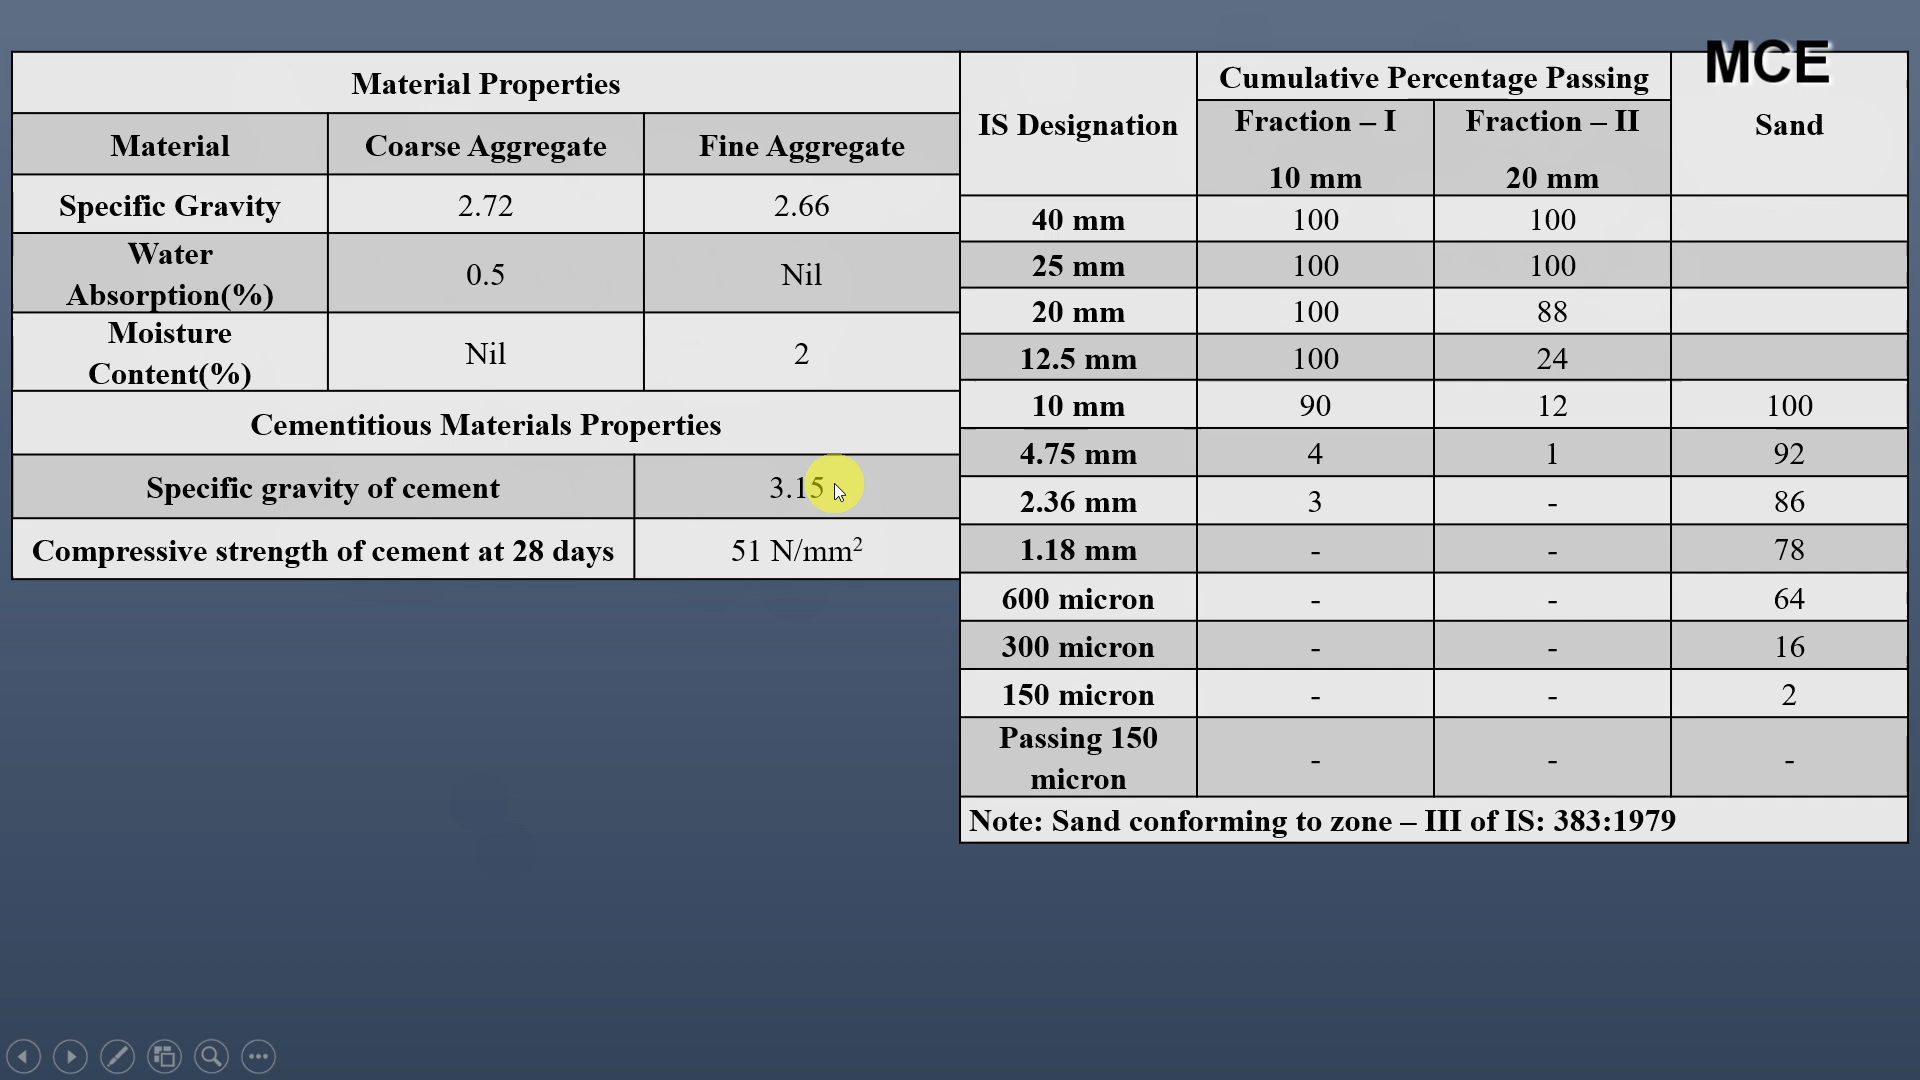 MCE
Material Properties
Material Coarse Aggregate Fine Aggregate
Specific Gravity 2.72 2.66
Water
Absorption(%) 0.5 Nil
Moisture
Content(%) Nil 2
Cementitious Materials Properties
Specific gravity of cement 3.15
Compressive strength of cement at 28 days 51 N/mm²
IS Designation Cumulative Percentage Passing Sand
Fraction – I Fraction – II
10 mm 20 mm
40 mm 100 100
25 mm 100 100
20 mm 100 88
12.5 mm 100 24
10 mm 90 12 100
4.75 mm 4 1 92
2.36 mm 3 - 86
1.18 mm - - 78
600 micron - - 64
300 micron - - 16
150 micron - - 2
Passing 150
micron - - -
Note: Sand conforming to zone – III of IS: 383:1979